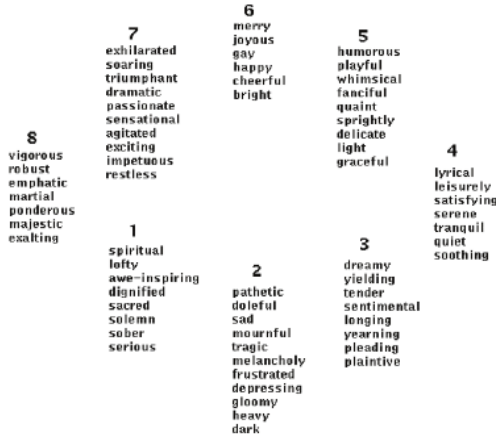 6
merry
joyous
gay
happy
cheerful
bright
7
exhilarated
soaring
triumphant
dramatic
passionate
sensational
agitated
exciting
impetuous
restless
5
humorous
playful
whimsical
fanciful
quaint
sprightly
delicate
light
graceful
8
vigorous
robust
emphatic
martial
ponderous
majestic
exalting
4
lyrical
leisurely
satisfying
serene
tranquil
quiet
soothing
1
spiritual
lofty
awe-inspiring
dignified
sacred
solemn
sober
serious
2
pathetic
doleful
sad
mournful
tragic
melancholy
frustrated
depressing
gloomy
heavy
dark
3
dreamy
yielding
tender
sentimental
longing
yearning
pleading
plaintive